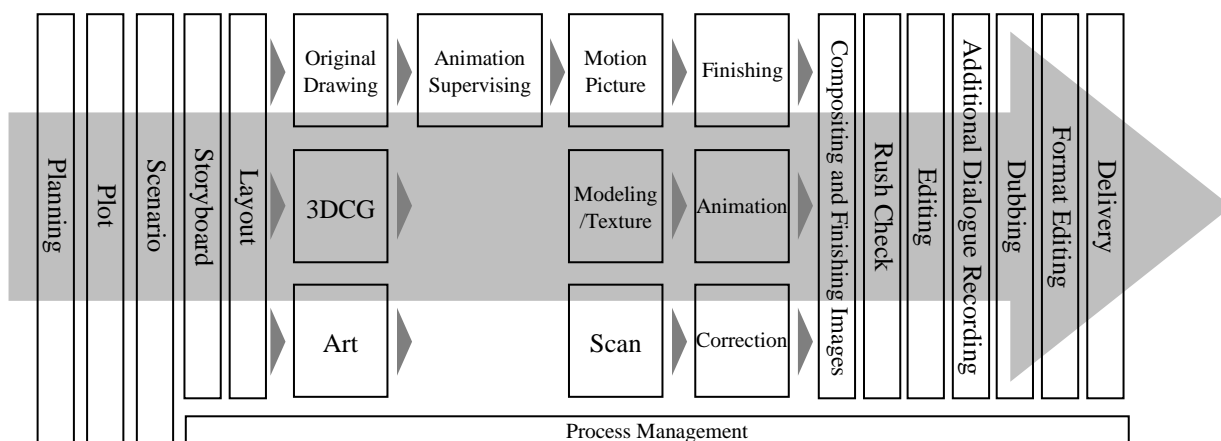 Planning
Plot
Scenario
Storyboard
Layout
Original
Drawing
Animation
Supervising
Motion
Picture
Finishing
3DCG
Modeling
/Texture
Animation
Art
Scan
Correction
Compositing and Finishing Images
Rush Check
Editing
Additional Dialogue Recording
Dubbing
Format Editing
Delivery
Process Management